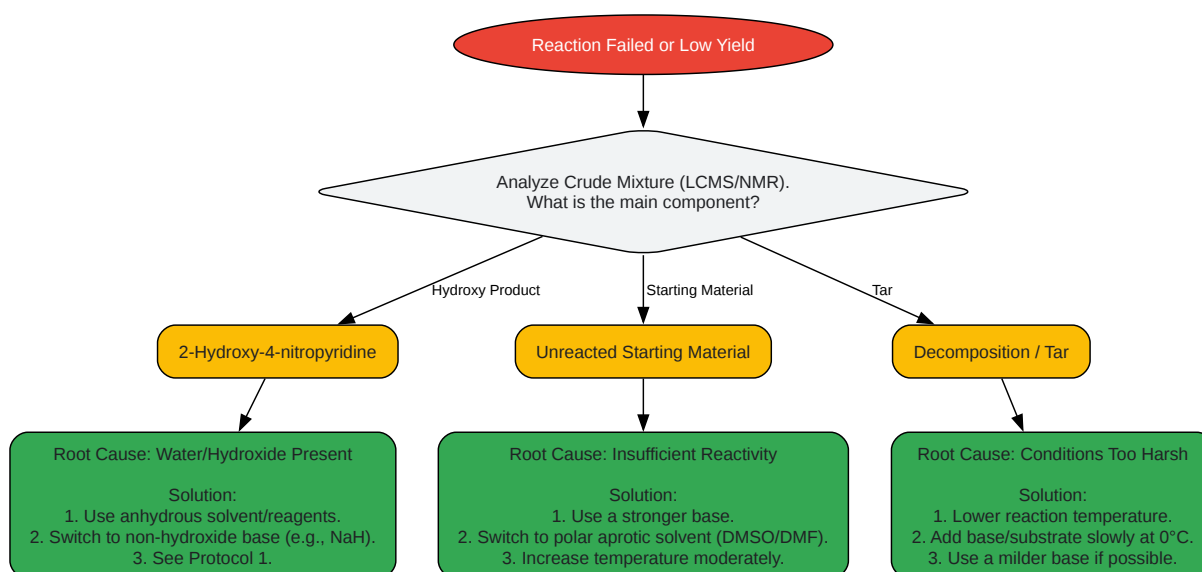 Reaction Failed or Low Yield
Analyze Crude Mixture (LCMS/NMR).
What is the main component?
Hydroxy Product
Starting Material
Tar
2-Hydroxy-4-nitropyridine
Unreacted Starting Material
Decomposition / Tar
Root Cause: Water/Hydroxide Present
Solution:
1. Use anhydrous solvent/reagents.
2. Switch to non-hydroxide base (e.g., NaH).
3. See Protocol 1.
Root Cause: Insufficient Reactivity
Solution:
1. Use a stronger base.
2. Switch to polar aprotic solvent (DMSO/DMF).
3. Increase temperature moderately.
Root Cause: Conditions Too Harsh
Solution:
1. Lower reaction temperature.
2. Add base/substrate slowly at 0°C.
3. Use a milder base if possible.